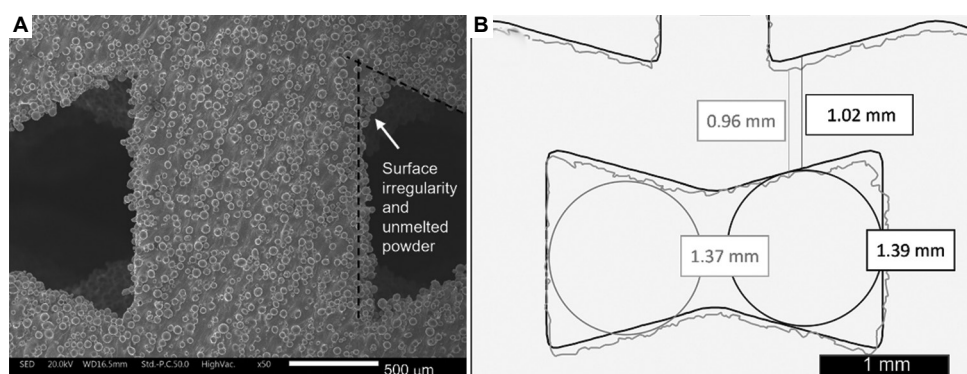 A
Surface
irregularity
and
unmelted
powder
SED 20.0kV WD16.5mm Std.-P.C.50.0 HighVac. x50
500 µm
B
0.96 mm
1.02 mm
1.37 mm
1.39 mm
1 mm